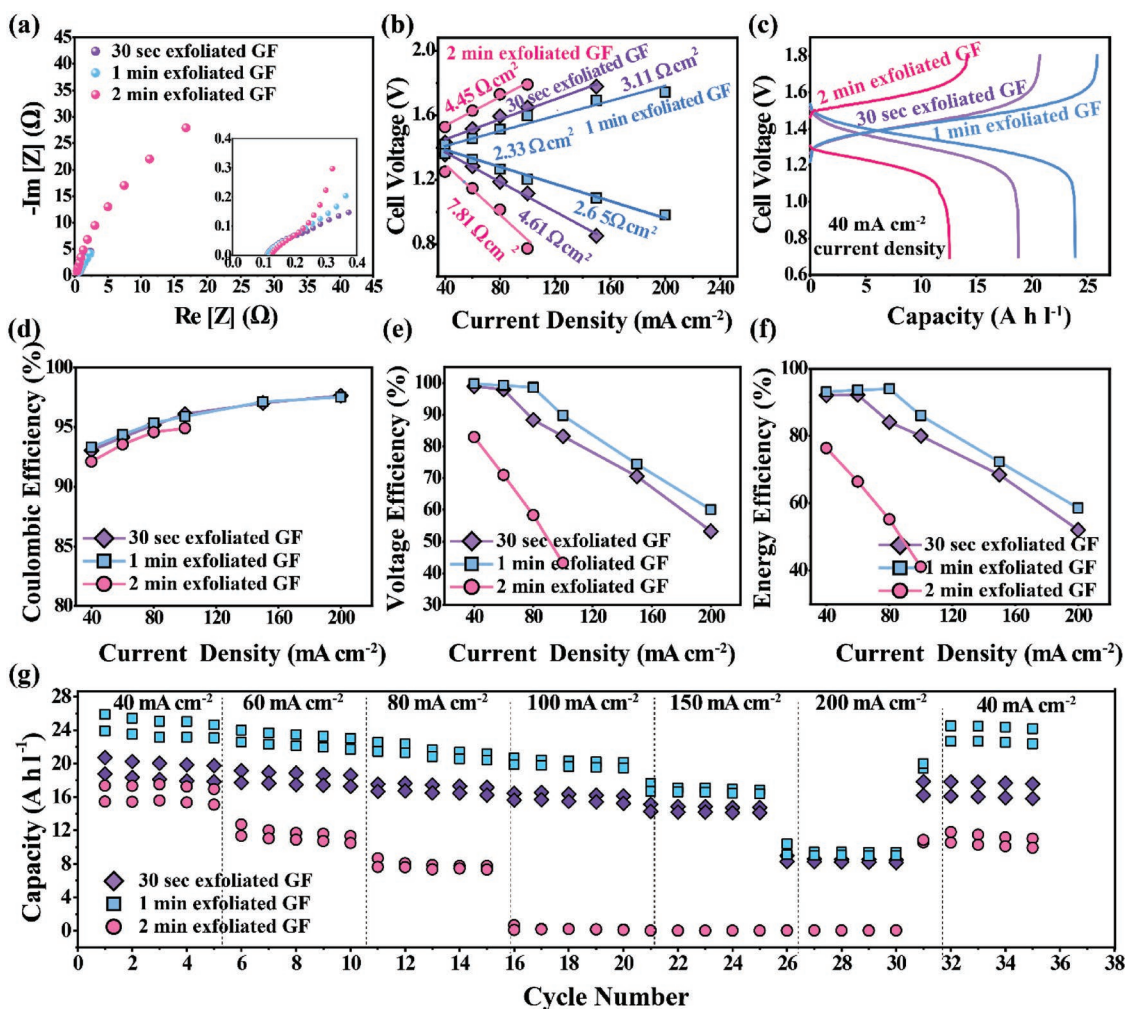 (a)
45
40
35
30
25
20
15
10
5
0
-Im [Z] (Ω)
30 sec exfoliated GF
1 min exfoliated GF
2 min exfoliated GF
0.4
0.3
0.2
0.1
0.0
0.0 0.1 0.2 0.3 0.4
0 5 10 15 20 25 30 35 40 45
Re [Z] (Ω)
(b)
2.0
1.6
1.2
0.8
Cell Voltage (V)
2 min exfoliated GF
4.45 Ω cm²
30 sec exfoliated GF
3.11 Ω cm²
1 min exfoliated GF
2.33 Ω cm²
2.65 Ω cm²
4.61 Ω cm²
7.81 Ω cm²
40 80 120 160 200 240
Current Density (mA cm⁻²)
(c)
1.8
1.6
1.4
1.2
1.0
0.8
0.6
Cell Voltage (V)
2 min exfoliated GF
30 sec exfoliated GF
1 min exfoliated GF
40 mA cm⁻²
current density
0 5 10 15 20 25
Capacity (A h l⁻¹)
(d)
100
95
90
85
80
Coulombic Efficiency (%)
30 sec exfoliated GF
1 min exfoliated GF
2 min exfoliated GF
40 80 120 160 200
Current Density (mA cm⁻²)
(e)
100
90
80
70
60
50
40
30
Voltage Efficiency (%)
30 sec exfoliated GF
1 min exfoliated GF
2 min exfoliated GF
40 80 120 160 200
Current Density (mA cm⁻²)
(f)
100
80
60
40
Energy Efficiency (%)
30 sec exfoliated GF
1 min exfoliated GF
2 min exfoliated GF
40 80 120 160 200
Current Density (mA cm⁻²)
(g)
28
24
20
16
12
8
4
0
Capacity (A h l⁻¹)
40 mA cm⁻² 60 mA cm⁻² 80 mA cm⁻² 100 mA cm⁻² 150 mA cm⁻² 200 mA cm⁻² 40 mA cm⁻²
30 sec exfoliated GF
1 min exfoliated GF
2 min exfoliated GF
0 2 4 6 8 10 12 14 16 18 20 22 24 26 28 30 32 34 36 38
Cycle Number